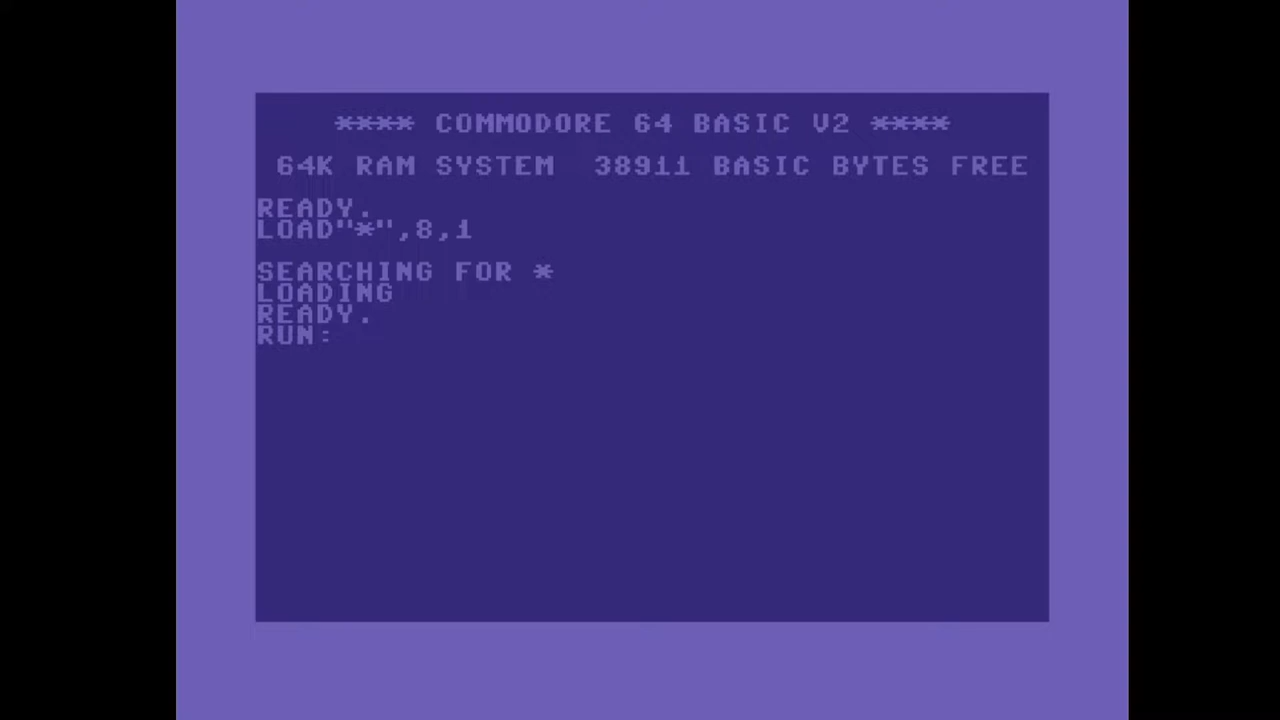 **** COMMODORE 64 BASIC V2 ****
64K RAM SYSTEM  38911 BASIC BYTES FREE
READY.
LOAD"*",8,1
SEARCHING FOR *
LOADING
READY.
RUN: